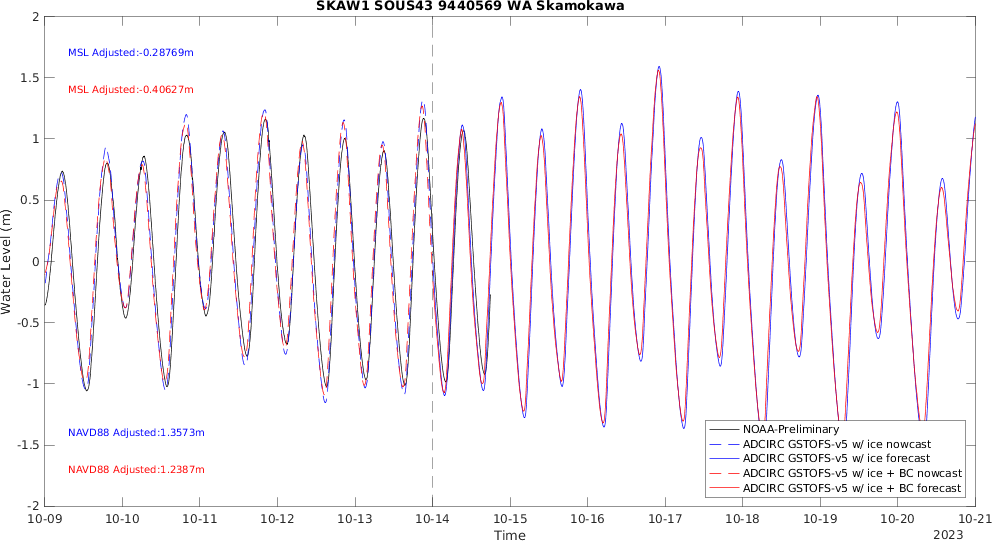 SKAW1 SOUS43 9440569 WA Skamokawa
MSL Adjusted:-0.28769m
MSL Adjusted:-0.40627m
NAVD88 Adjusted:1.3573m
NAVD88 Adjusted:1.2387m
Water Level (m)
2
1.5
1
0.5
0
-0.5
-1
-1.5
-2
NOAA-Preliminary
ADCIRC GSTOFS-v5 w/ ice nowcast
ADCIRC GSTOFS-v5 w/ ice forecast
ADCIRC GSTOFS-v5 w/ ice + BC nowcast
ADCIRC GSTOFS-v5 w/ ice + BC forecast
10-09 10-10 10-11 10-12 10-13 10-14 10-15 10-16 10-17 10-18 10-19 10-20 10-21
Time
2023